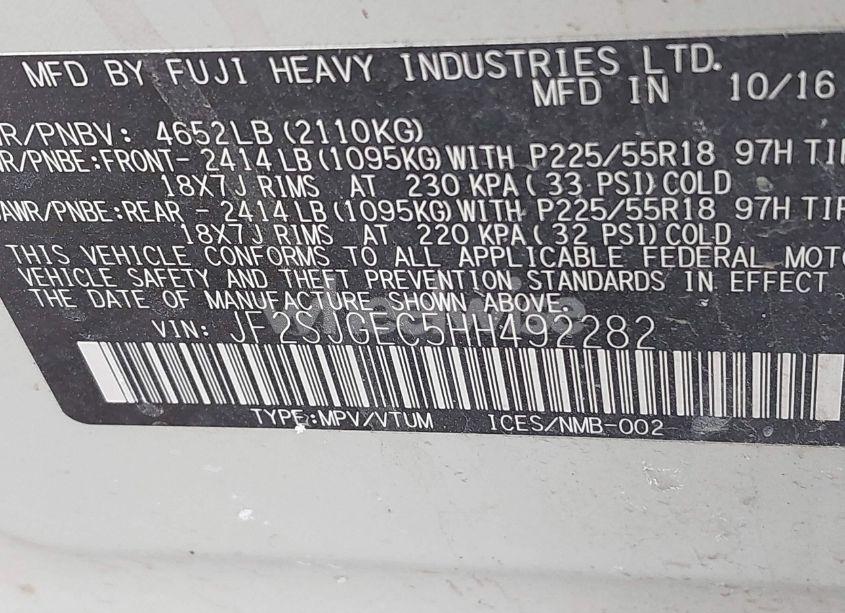 MFD BY FUJI HEAVY INDUSTRIES LTD.
MFD IN 10/16
R/PNBV: 4652LB (2110KG)
R/PNBE:FRONT- 2414 LB (1095KG) WITH P225/55R18 97H TI
18X7J RIMS AT 230 KPA ( 33 PSI) COLD
AWR/PNBE:REAR - 2414 LB (1095KG) WITH P225/55R18 97H TI
18X7J RIMS AT 220 KPA ( 32 PSI) COLD
THIS VEHICLE CONFORMS TO ALL APPLICABLE FEDERAL MOTO
VEHICLE SAFETY AND THEFT PREVENTION STANDARDS IN EFFECT
THE DATE OF MANUFACTURE SHOWN ABOVE.
VIN: JF2SJGEC5HH492282
TYPE:MPV/VTUM ICES/NMB-002